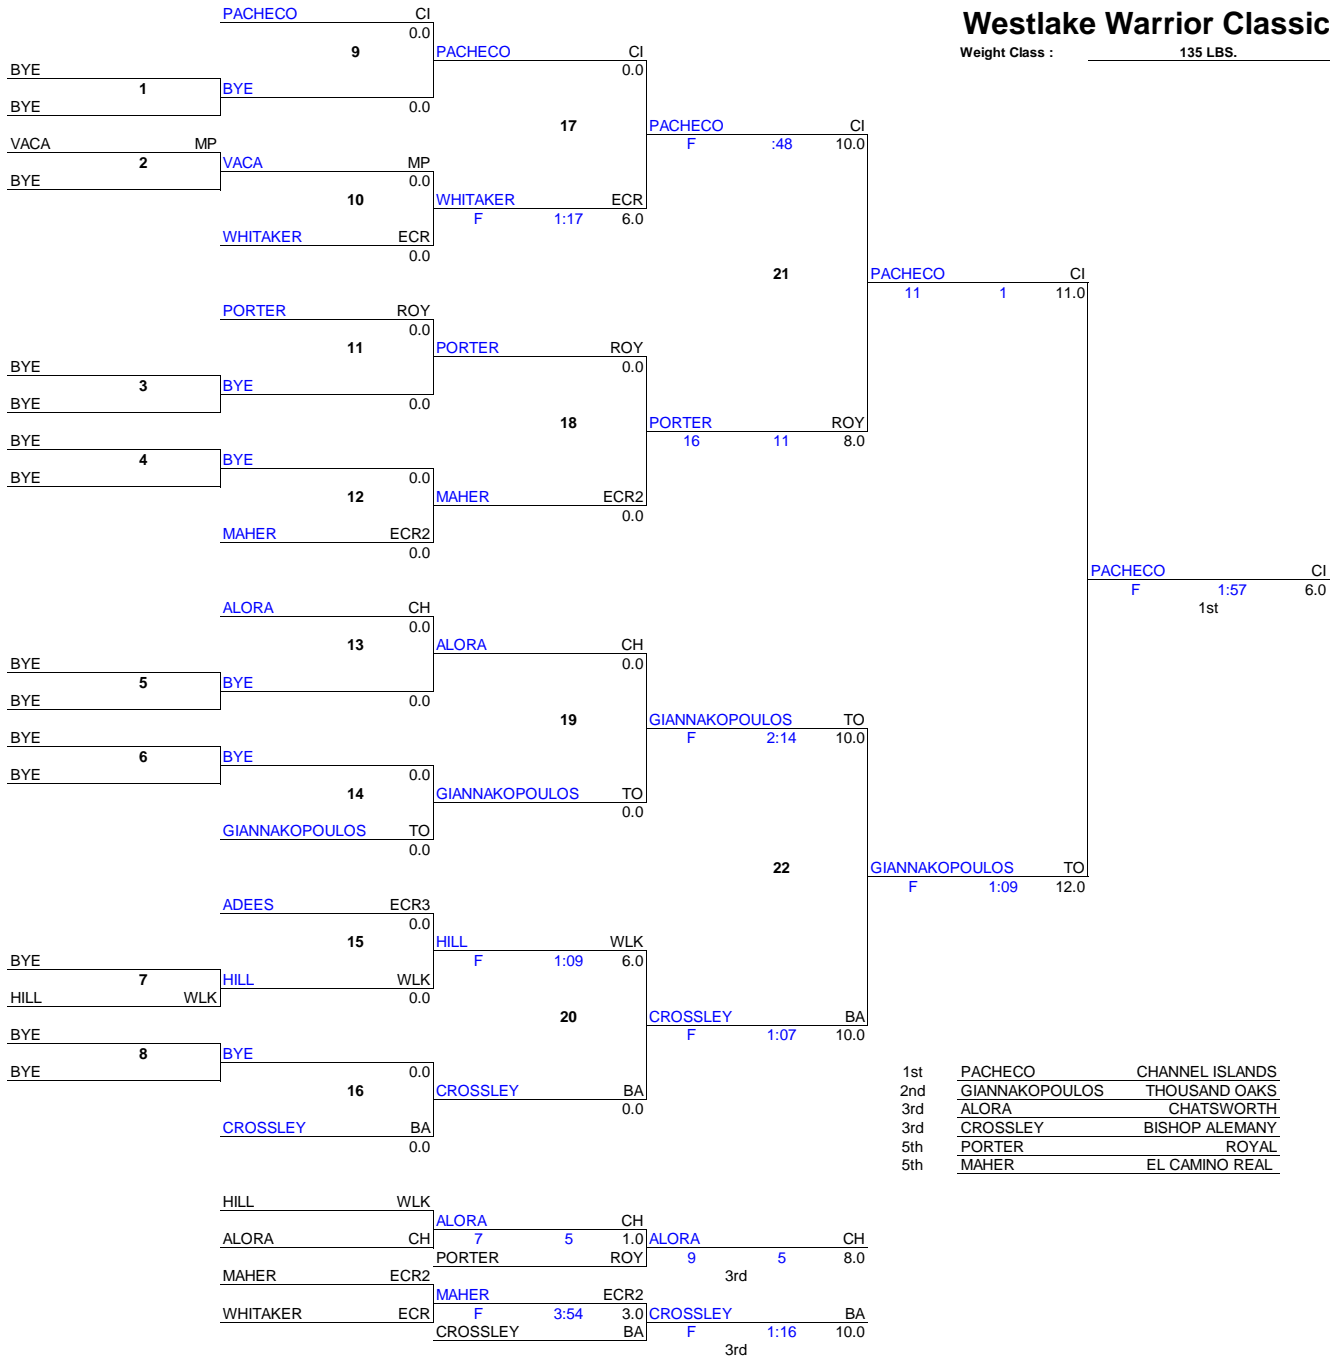 PACHECO CI
Westlake Warrior Classic
0.0
9 PACHECO CI
Weight Class : 135 LBS.
BYE 0.0
1 BYE
BYE 0.0
17 PACHECO CI
VACA MP F :48 10.0
2 VACA MP
BYE 0.0
10 WHITAKER ECR
F 1:17 6.0
WHITAKER ECR
0.0
21 PACHECO CI
11 1 11.0
PORTER ROY
0.0
11 PORTER ROY
BYE 0.0
3 BYE
BYE 0.0
18 PORTER ROY
BYE 16 11 8.0
4 BYE
BYE 0.0
12 MAHER ECR2
0.0
MAHER ECR2
0.0
PACHECO CI
F 1:57 6.0
1st
ALORA CH
0.0
13 ALORA CH
BYE 0.0
5 BYE
BYE 0.0
19 GIANNAKOPOULOS TO
BYE F 2:14 10.0
6 BYE
BYE 0.0
14 GIANNAKOPOULOS TO
0.0
GIANNAKOPOULOS TO
0.0
22 GIANNAKOPOULOS TO
F 1:09 12.0
ADEES ECR3
0.0
15 HILL WLK
BYE F 1:09 6.0
7 HILL WLK
HILL WLK 0.0
20 CROSSLEY BA
BYE F 1:07 10.0
8 BYE
BYE 0.0
1st PACHECO CHANNEL ISLANDS
16 CROSSLEY BA
2nd GIANNAKOPOULOS THOUSAND OAKS
0.0
3rd ALORA CHATSWORTH
CROSSLEY BA
3rd CROSSLEY BISHOP ALEMANY
0.0
5th PORTER ROYAL
5th MAHER EL CAMINO REAL
HILL WLK
ALORA CH
ALORA CH 7 5 1.0 ALORA CH
PORTER ROY 9 5 8.0
MAHER ECR2 3rd
MAHER ECR2
WHITAKER ECR F 3:54 3.0 CROSSLEY BA
CROSSLEY BA F 1:16 10.0
3rd